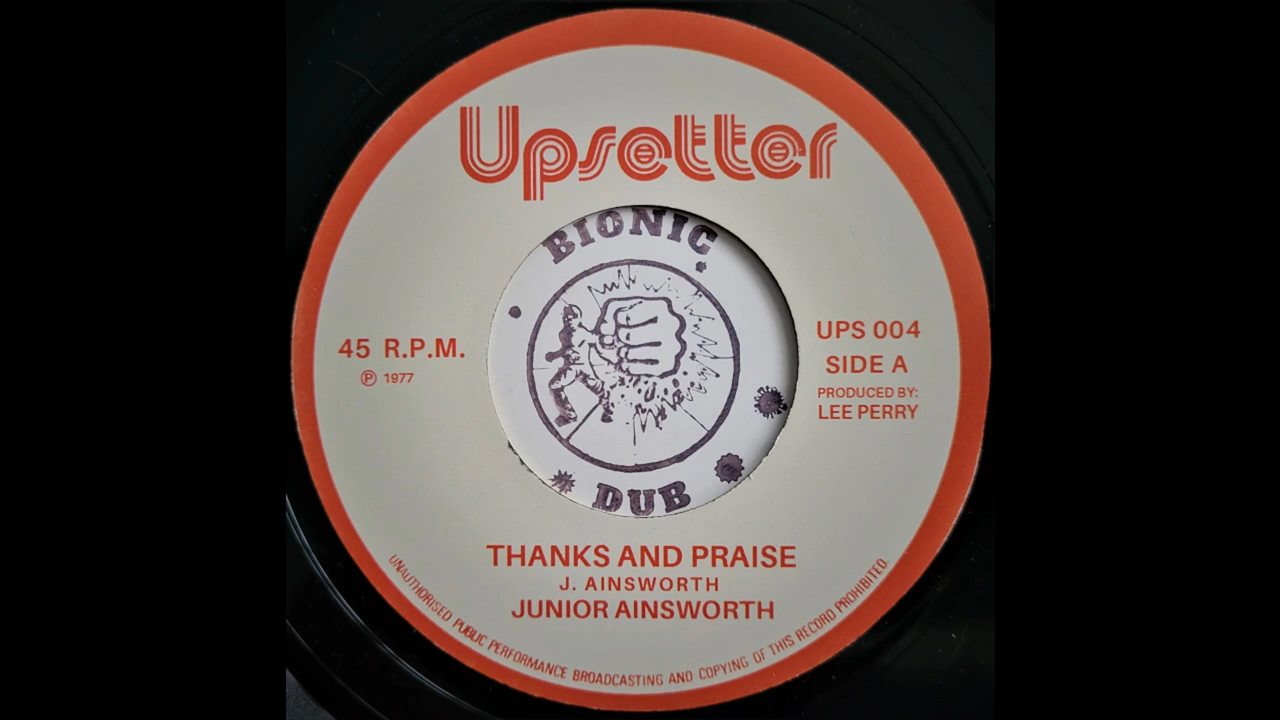 Upsetter
BIONIC
DUB
45 R.P.M.
℗ 1977
UPS 004
SIDE A
PRODUCED BY:
LEE PERRY
THANKS AND PRAISE
J. AINSWORTH
JUNIOR AINSWORTH
UNAUTHORISED PUBLIC PERFORMANCE BROADCASTING AND COPYING OF THIS RECORD PROHIBITED.